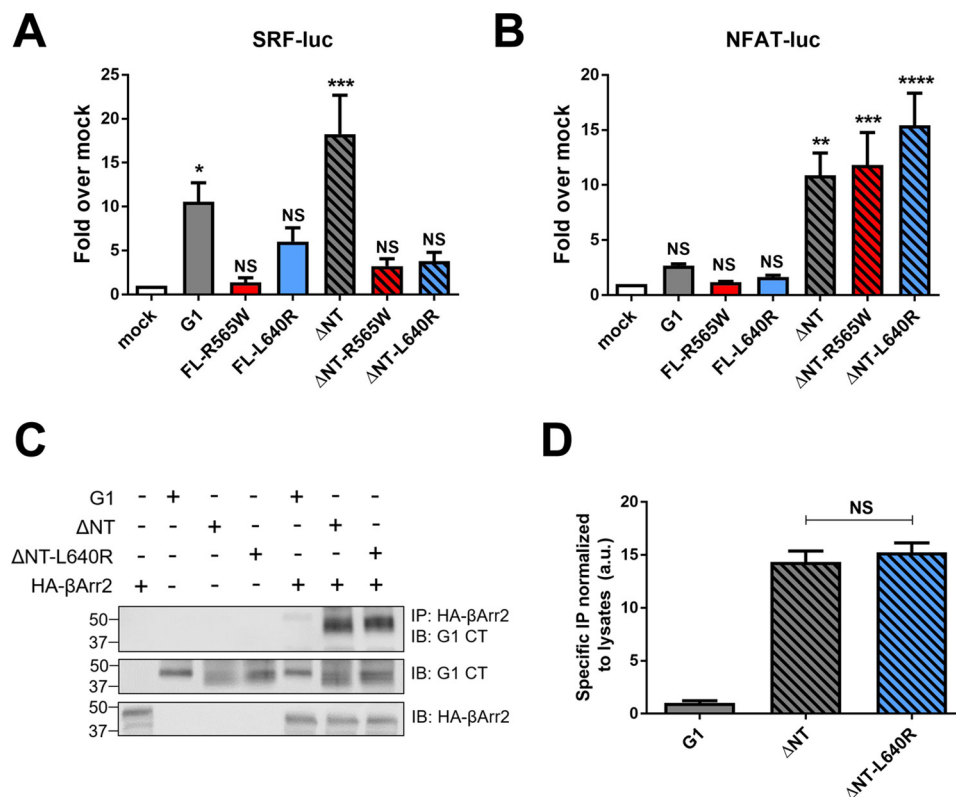 A
SRF-luc
Fold over mock
25
20
15
10
5
0
*
NS
NS
***
NS
NS
mock
G1
FL-R565W
FL-L640R
ΔNT
ΔNT-R565W
ΔNT-L640R
B
NFAT-luc
Fold over mock
20
15
10
5
0
NS
NS
NS
**
***
****
mock
G1
FL-R565W
FL-L640R
ΔNT
ΔNT-R565W
ΔNT-L640R
C
G1 - + - - + - -
ΔNT - - + - - + -
ΔNT-L640R - - - + - - +
HA-βArr2 + - - - + + +
50
37
IP: HA-βArr2
IB: G1 CT
50
37
IB: G1 CT
50
37
IB: HA-βArr2
D
Specific IP normalized
to lysates (a.u.)
20
15
10
5
0
NS
G1
ΔNT
ΔNT-L640R